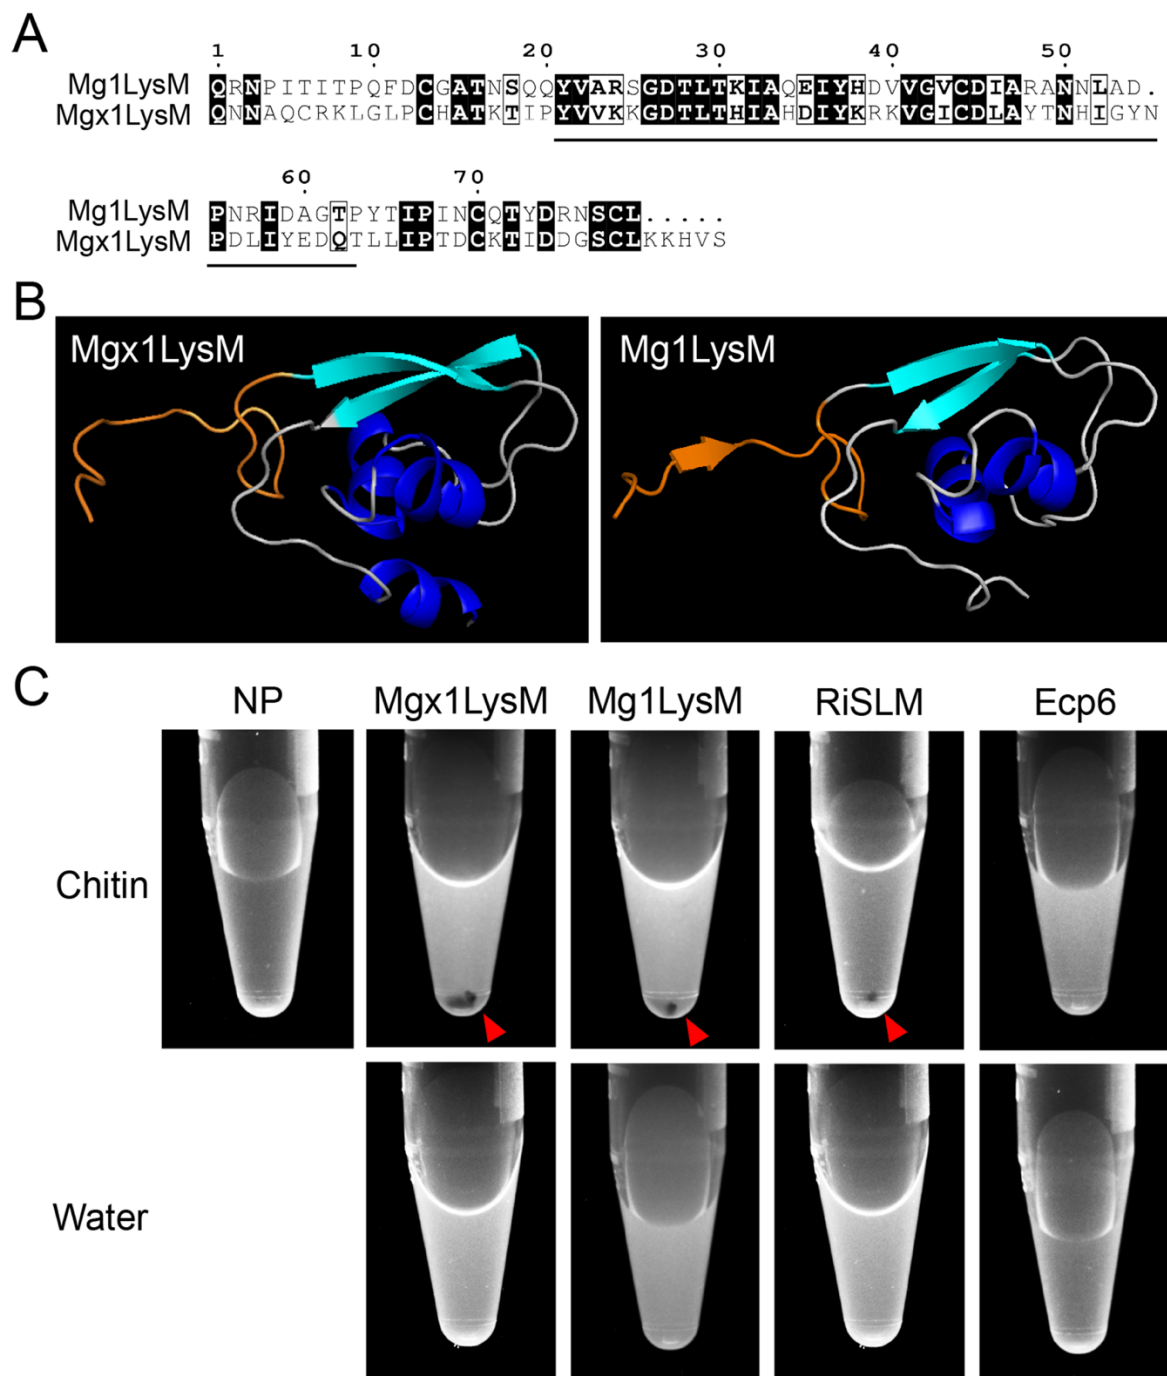 A
1 10 20 30 40 50
Mg1LysM QRNPITITPQFDCGATNSQQYVARSGDTLTKIAQEIYHDVVGVCDIARANNLAD.
Mgx1LysM QNNAQCRKLGLPCHATKTIPYVVKKGDTLTHIAHDIYKRKVGICDLAYTNHIGYN
60 70
Mg1LysM PNRIDAGTPYTIPINCQTYDRNSCL.....
Mgx1LysM PDLIYEDQTLLIPTDCKTIDDGSCLKKHVS
B
Mgx1LysM Mg1LysM
C
NP Mgx1LysM Mg1LysM RiSLM Ecp6
Chitin
Water